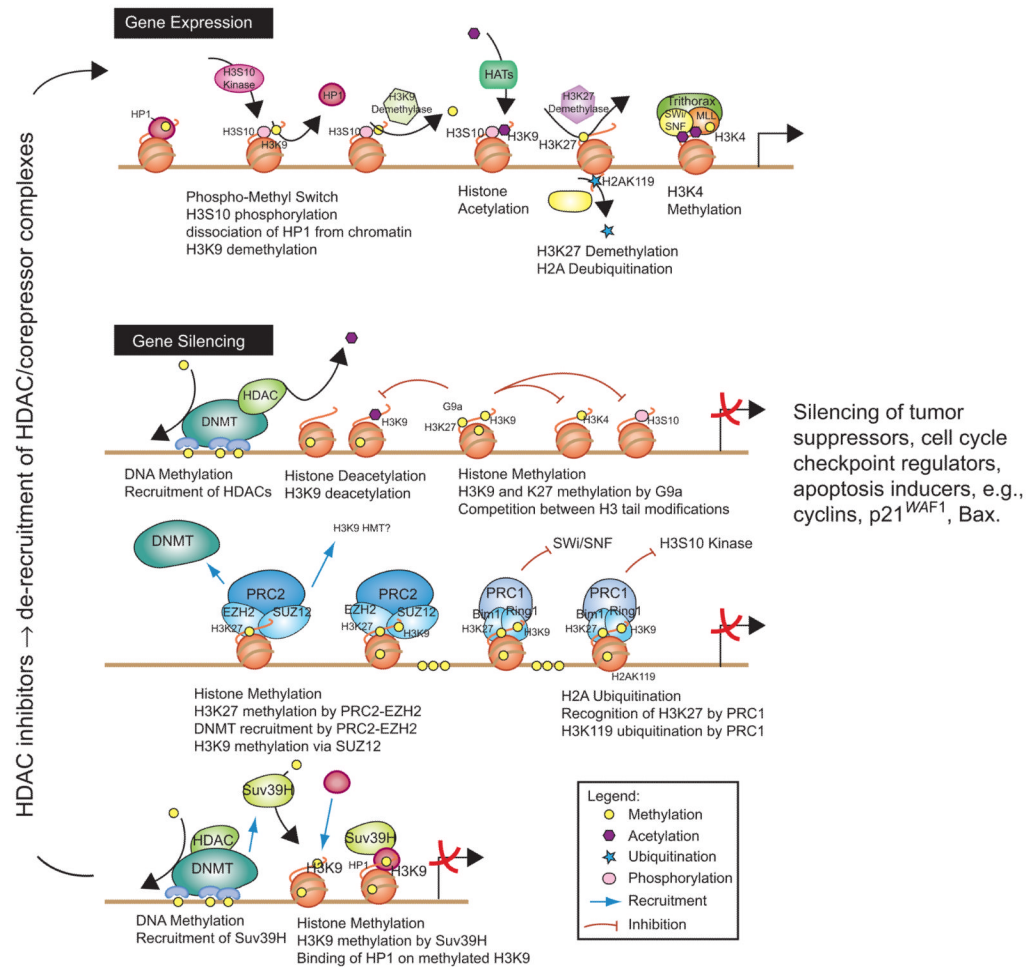 Gene Expression
H3S10
Kinase
HP1
H3S10
H3K9
HP1
H3K9
Demethylase
H3S10
HATs
H3S10
H3K9
H3K27
Demethylase
H3K27
H2AK119
Trithorax
SWi/
SNF
MLL
H3K4
Phospho-Methyl Switch
H3S10 phosphorylation
dissociation of HP1 from chromatin
H3K9 demethylation
Histone
Acetylation
H3K27 Demethylation
H2A Deubiquitination
H3K4
Methylation
HDAC inhibitors → de-recruitment of HDAC/corepressor complexes
Gene Silencing
HDAC
DNMT
H3K9
G9a
H3K27
H3K9
H3K4
H3S10
DNA Methylation
Recruitment of HDACs
Histone Deacetylation
H3K9 deacetylation
Histone Methylation
H3K9 and K27 methylation by G9a
Competition between H3 tail modifications
Silencing of tumor
suppressors, cell cycle
checkpoint regulators,
apoptosis inducers, e.g.,
cyclins, p21WAF1, Bax.
DNMT
H3K9 HMT?
PRC2
EZH2
SUZ12
H3K27
PRC2
EZH2
SUZ12
H3K27
H3K9
SWi/SNF
PRC1
Bim1
Ring1
H3K27
H3K9
H3S10 Kinase
PRC1
Bim1
Ring1
H3K27
H3K9
H2AK119
Histone Methylation
H3K27 methylation by PRC2-EZH2
DNMT recruitment by PRC2-EZH2
H3K9 methylation via SUZ12
H2A Ubiquitination
Recognition of H3K27 by PRC1
H3K119 ubiquitination by PRC1
HDAC
DNMT
Suv39H
H3K9
Suv39H
HP1
H3K9
DNA Methylation
Recruitment of Suv39H
Histone Methylation
H3K9 methylation by Suv39H
Binding of HP1 on methylated H3K9
Legend:
Methylation
Acetylation
Ubiquitination
Phosphorylation
Recruitment
Inhibition